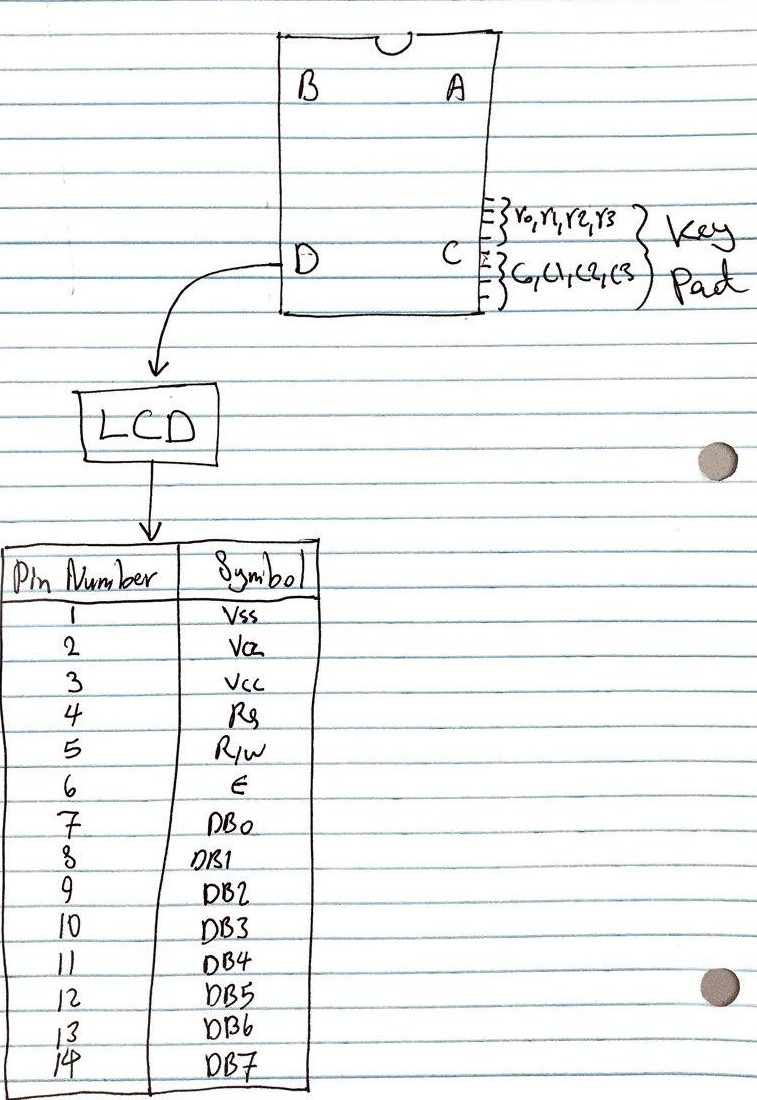 B A
r0,r1,r2,r3
Key
D C
C0,C1,C2,C3
Pad
LCD
Pin Number Symbol
1 Vss
2 Vcc
3 Vcc
4 Rs
5 R/W
6 E
7 DB0
8 DB1
9 DB2
10 DB3
11 DB4
12 DB5
13 DB6
14 DB7